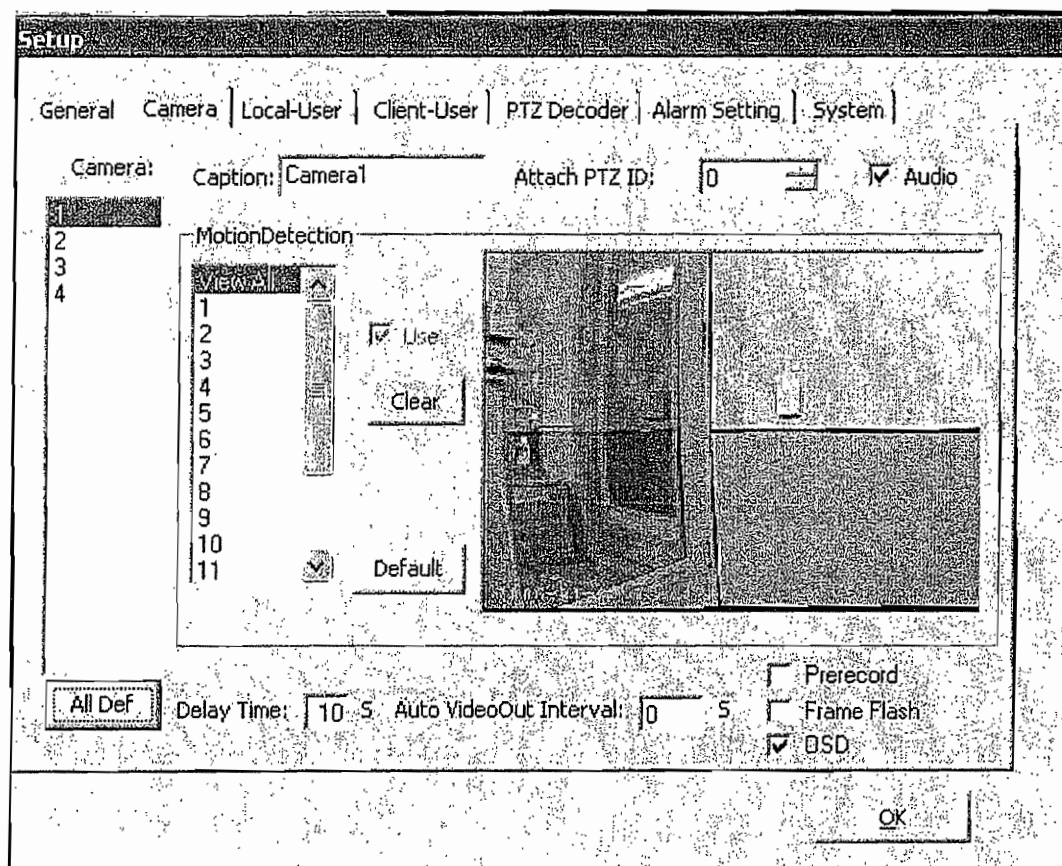 Setup
General Camera Local-User Client-User PTZ Decoder Alarm Setting System
Camera: Caption: Camera1 Attach PTZ ID: 0 Audio
1
2
3
4
MotionDetection
View All
1
2
3
4
5
6
7
8
9
10
11
Use
Clear
Default
Prerecord
All Def Delay Time: 10 S Auto VideoOut Interval: 0 S Frame Flash
OSD
OK